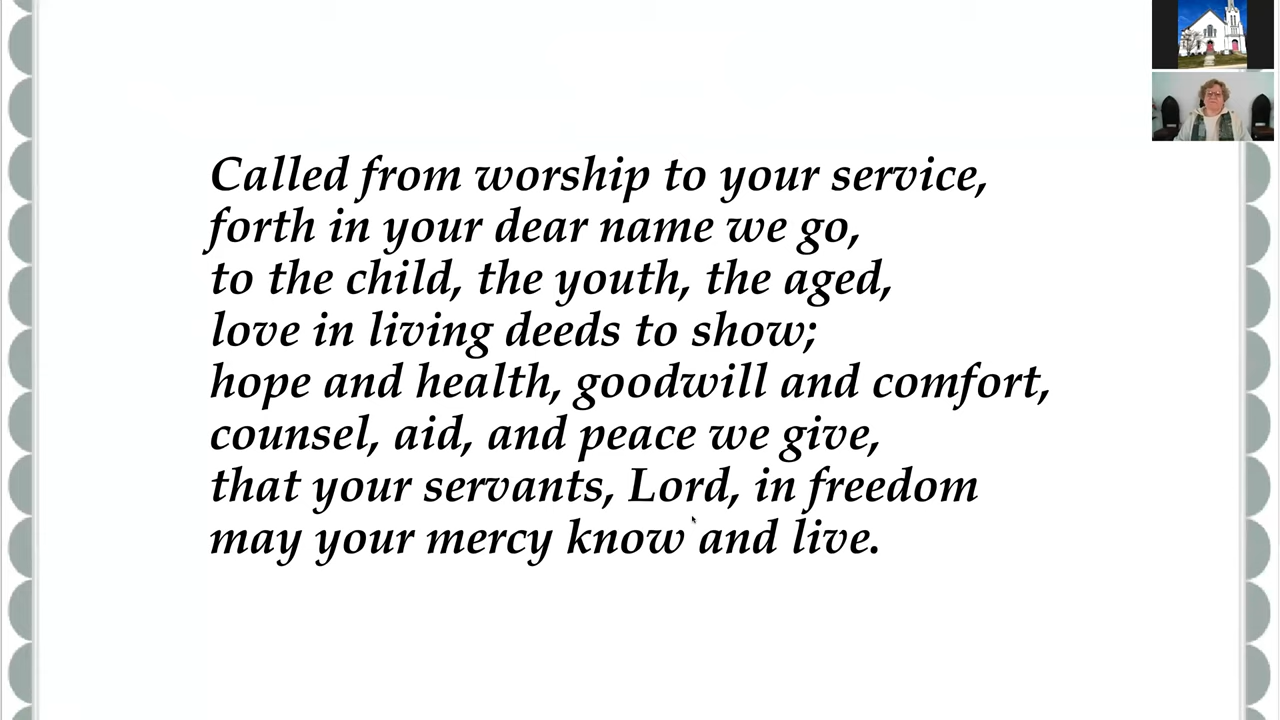 Called from worship to your service,
forth in your dear name we go,
to the child, the youth, the aged,
love in living deeds to show;
hope and health, goodwill and comfort,
counsel, aid, and peace we give,
that your servants, Lord, in freedom
may your mercy know and live.